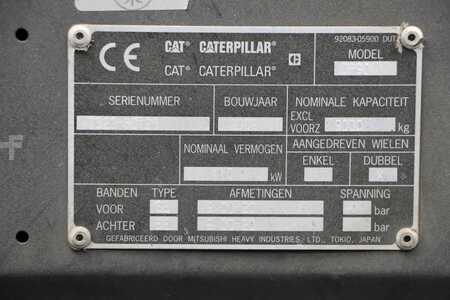 92083-05900 DUT
CE CAT® CATERPILLAR® MODEL
CAT® CATERPILLAR®
SERIENUMMER BOUWJAAR NOMINALE KAPACITEIT
EXCL
VOORZ kg
NOMINAAL VERMOGEN AANGEDREVEN WIELEN
kW ENKEL DUBBEL
BANDEN TYPE AFMETINGEN SPANNING
VOOR bar
ACHTER bar
GEFABRICEERD DOOR MITSUBISHI HEAVY INDUSTRIES, LTD., TOKIO, JAPAN